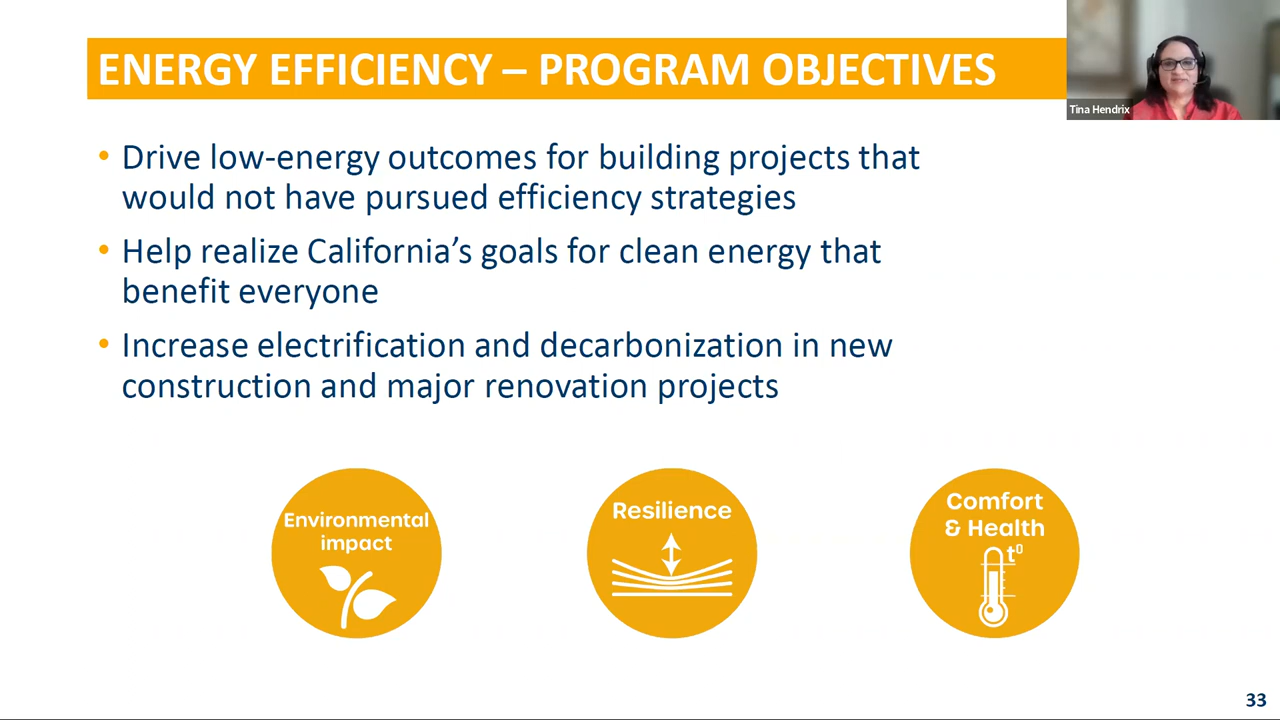 ENERGY EFFICIENCY – PROGRAM OBJECTIVES
Tina Hendrix
• Drive low-energy outcomes for building projects that
would not have pursued efficiency strategies
• Help realize California’s goals for clean energy that
benefit everyone
• Increase electrification and decarbonization in new
construction and major renovation projects
Environmental
impact
Resilience
Comfort
& Health
t⁰
33